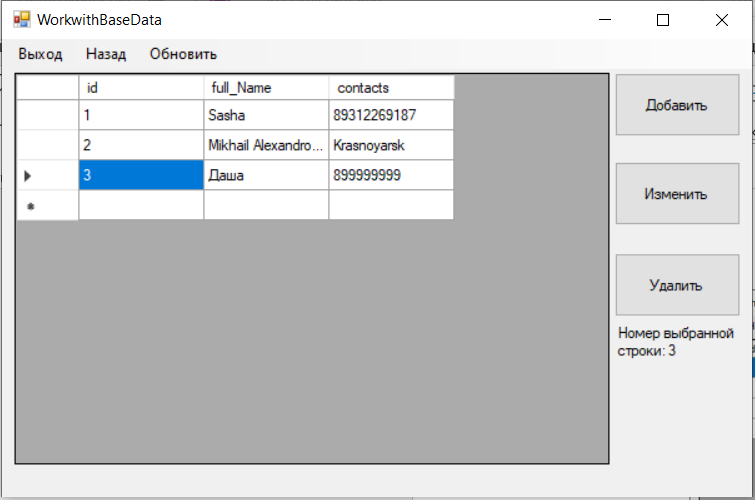 WorkwithBaseData
Выход Назад Обновить
id full_Name contacts
1 Sasha 89312269187
2 Mikhail Alexandro... Krasnoyarsk
3 Даша 899999999
Добавить
Изменить
Удалить
Номер выбранной
строки: 3